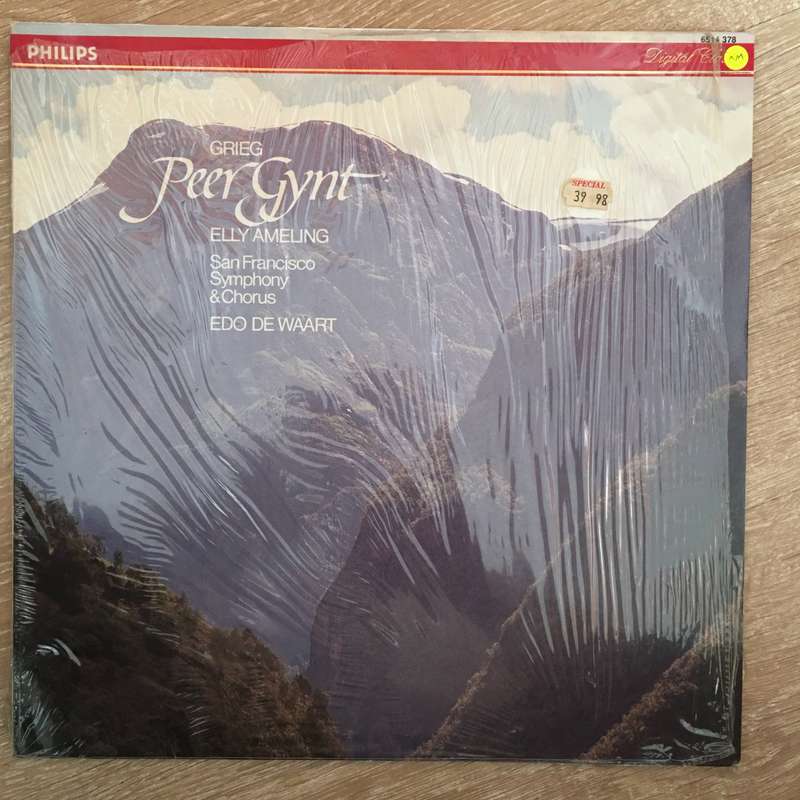 PHILIPS
6514 378
Digital
NM
GRIEG
Peer Gynt
SPECIAL
39 98
ELLY AMELING
San Francisco
Symphony
& Chorus
EDO DE WAART